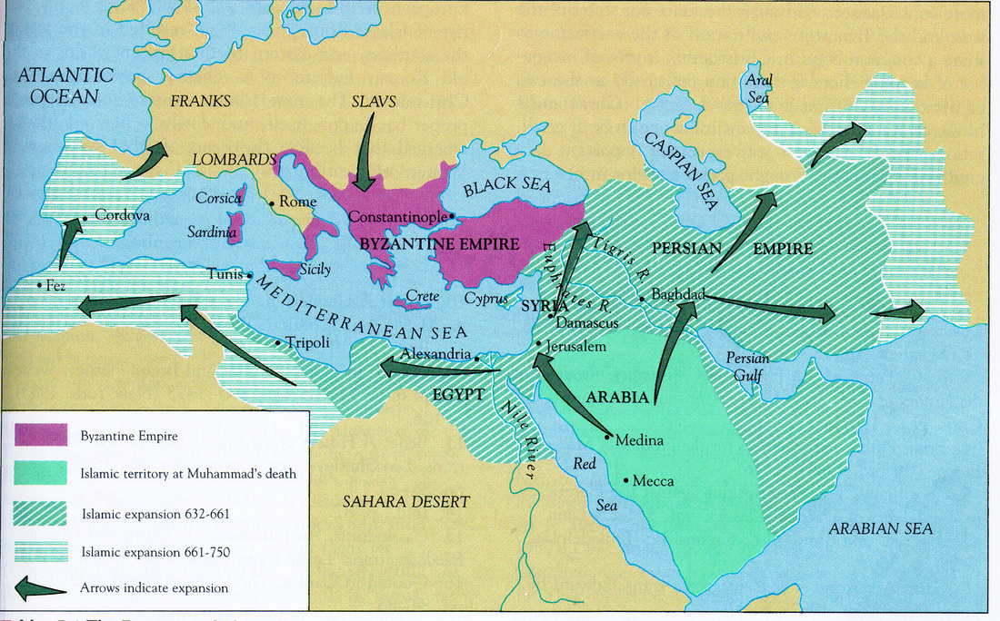 ATLANTIC
OCEAN
FRANKS
SLAVS
Aral
Sea
LOMBARDS
CASPIAN SEA
BLACK SEA
Corsica
Rome
Cordova
Constantinople
Sardinia
BYZANTINE EMPIRE
Euphrates R.
Tigris R.
PERSIAN EMPIRE
Tunis
Sicily
Fez
MEDITERRANEAN SEA
Crete
Cyprus
SYRIA
Baghdad
Damascus
Tripoli
Alexandria
Jerusalem
Persian
Gulf
EGYPT
ARABIA
Nile River
Medina
Red
Sea
Mecca
SAHARA DESERT
ARABIAN SEA
Byzantine Empire
Islamic territory at Muhammad's death
Islamic expansion 632-661
Islamic expansion 661-750
Arrows indicate expansion